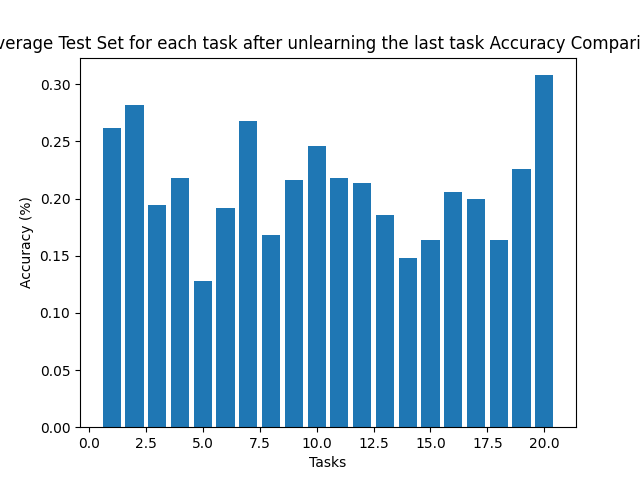 verage Test Set for each task after unlearning the last task Accuracy Compari
0.30
0.25
0.20
0.15
0.10
0.05
0.00
Accuracy (%)
0.0 2.5 5.0 7.5 10.0 12.5 15.0 17.5 20.0
Tasks